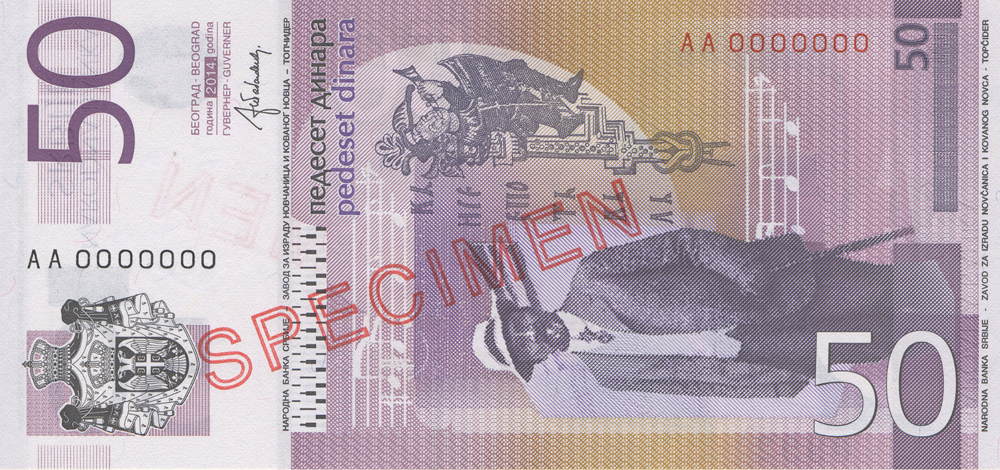 50
БЕОГРАД - BEOGRAD
година 2014. godina
ГУВЕРНЕР - GUVERNER
НАРОДНА БАНКА СРБИЈЕ - ЗАВОД ЗА ИЗРАДУ НОВЧАНИЦА И КОВАНОГ НОВЦА - ТОПЧИДЕР
педесет динара
pedeset dinara
AA 0000000
50
AA 0000000
SPECIMEN
50
NARODNA BANKA SRBIJE - ZAVOD ZA IZRADU NOVČANICA I KOVANOG NOVCA - TOPČIDER